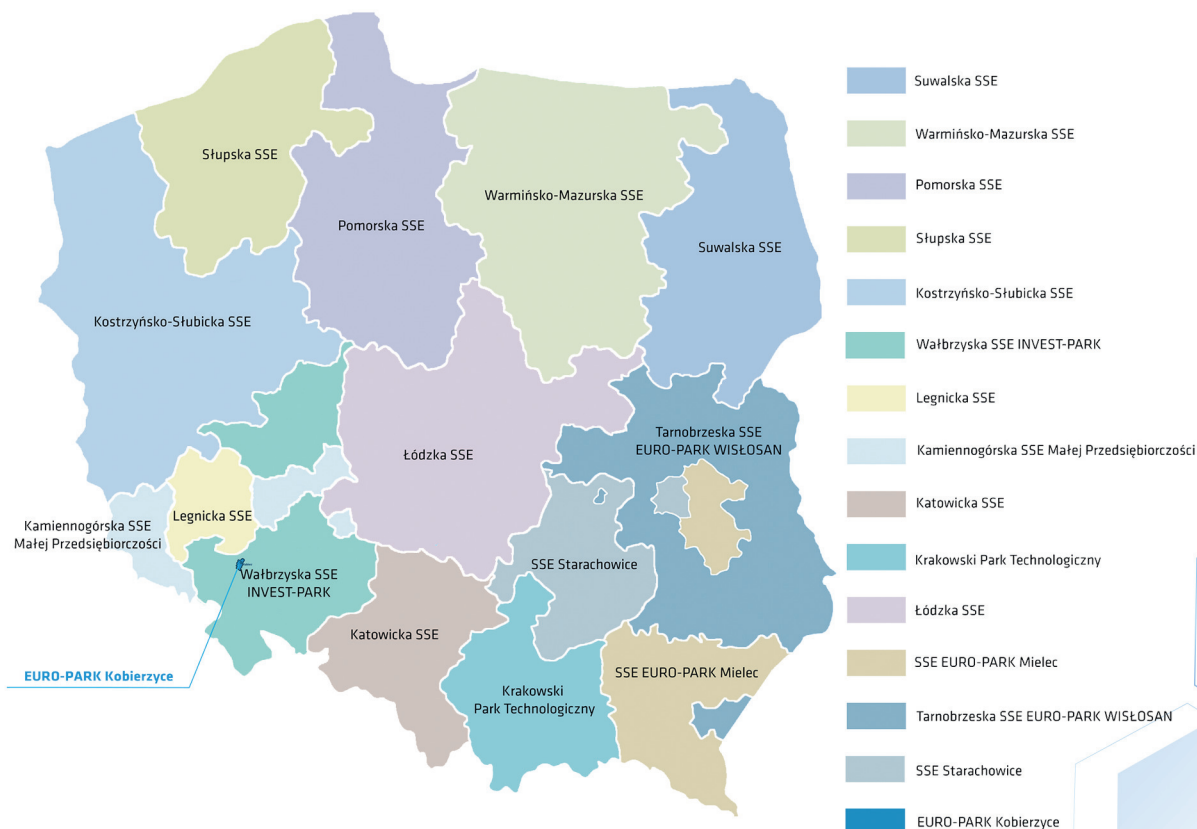 Słupska SSE
Pomorska SSE
Warmińsko-Mazurska SSE
Suwalska SSE
Kostrzyńsko-Słubicka SSE
Łódzka SSE
Tarnobrzeska SSE
EURO-PARK WISŁOSAN
Legnicka SSE
Kamiennogórska SSE
Małej Przedsiębiorczości
Wałbrzyska SSE
INVEST-PARK
SSE Starachowice
Katowicka SSE
EURO-PARK Kobierzyce
Krakowski
Park Technologiczny
SSE EURO-PARK Mielec
Suwalska SSE
Warmińsko-Mazurska SSE
Pomorska SSE
Słupska SSE
Kostrzyńsko-Słubicka SSE
Wałbrzyska SSE INVEST-PARK
Legnicka SSE
Kamiennogórska SSE Małej Przedsiębiorczości
Katowicka SSE
Krakowski Park Technologiczny
Łódzka SSE
SSE EURO-PARK Mielec
Tarnobrzeska SSE EURO-PARK WISŁOSAN
SSE Starachowice
EURO-PARK Kobierzyce